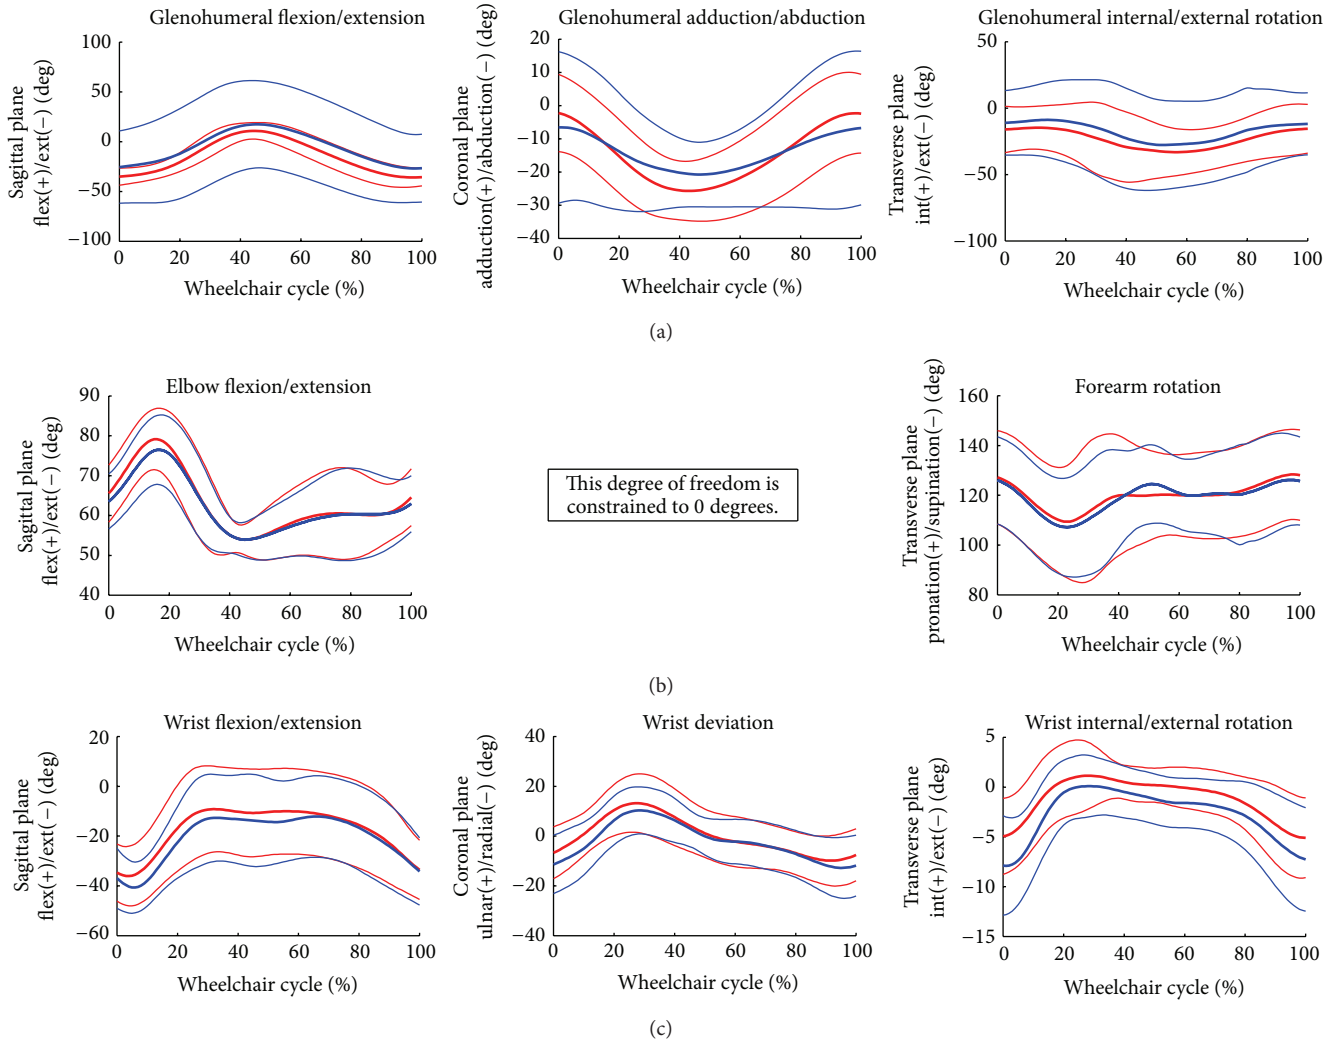 Glenohumeral flexion/extension
Sagittal plane
flex(+)/ext(−) (deg)
100
50
0
−50
−100
0 20 40 60 80 100
Wheelchair cycle (%)
Glenohumeral adduction/abduction
Coronal plane
adduction(+)/abduction(−) (deg)
20
10
0
−10
−20
−30
−40
0 20 40 60 80 100
Wheelchair cycle (%)
Glenohumeral internal/external rotation
Transverse plane
int(+)/ext(−) (deg)
50
0
−50
−100
0 20 40 60 80 100
Wheelchair cycle (%)
(a)
Elbow flexion/extension
Sagittal plane
flex(+)/ext(−) (deg)
90
80
70
60
50
40
0 20 40 60 80 100
Wheelchair cycle (%)
This degree of freedom is
constrained to 0 degrees.
Forearm rotation
Transverse plane
pronation(+)/supination(−) (deg)
160
140
120
100
80
0 20 40 60 80 100
Wheelchair cycle (%)
(b)
Wrist flexion/extension
Sagittal plane
flex(+)/ext(−) (deg)
20
0
−20
−40
−60
0 20 40 60 80 100
Wheelchair cycle (%)
Wrist deviation
Coronal plane
ulnar(+)/radial(−) (deg)
40
20
0
−20
−40
0 20 40 60 80 100
Wheelchair cycle (%)
Wrist internal/external rotation
Transverse plane
int(+)/ext(−) (deg)
5
0
−5
−10
−15
0 20 40 60 80 100
Wheelchair cycle (%)
(c)